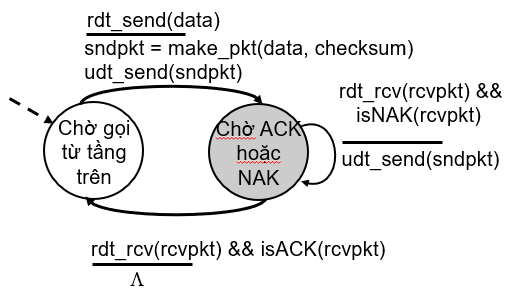 rdt_send(data)
sndpkt = make_pkt(data, checksum)
udt_send(sndpkt)
Chờ gọi
từ tầng
trên
Chờ ACK
hoặc
NAK
rdt_rcv(rcvpkt) &&
isNAK(rcvpkt)
udt_send(sndpkt)
rdt_rcv(rcvpkt) && isACK(rcvpkt)
Λ